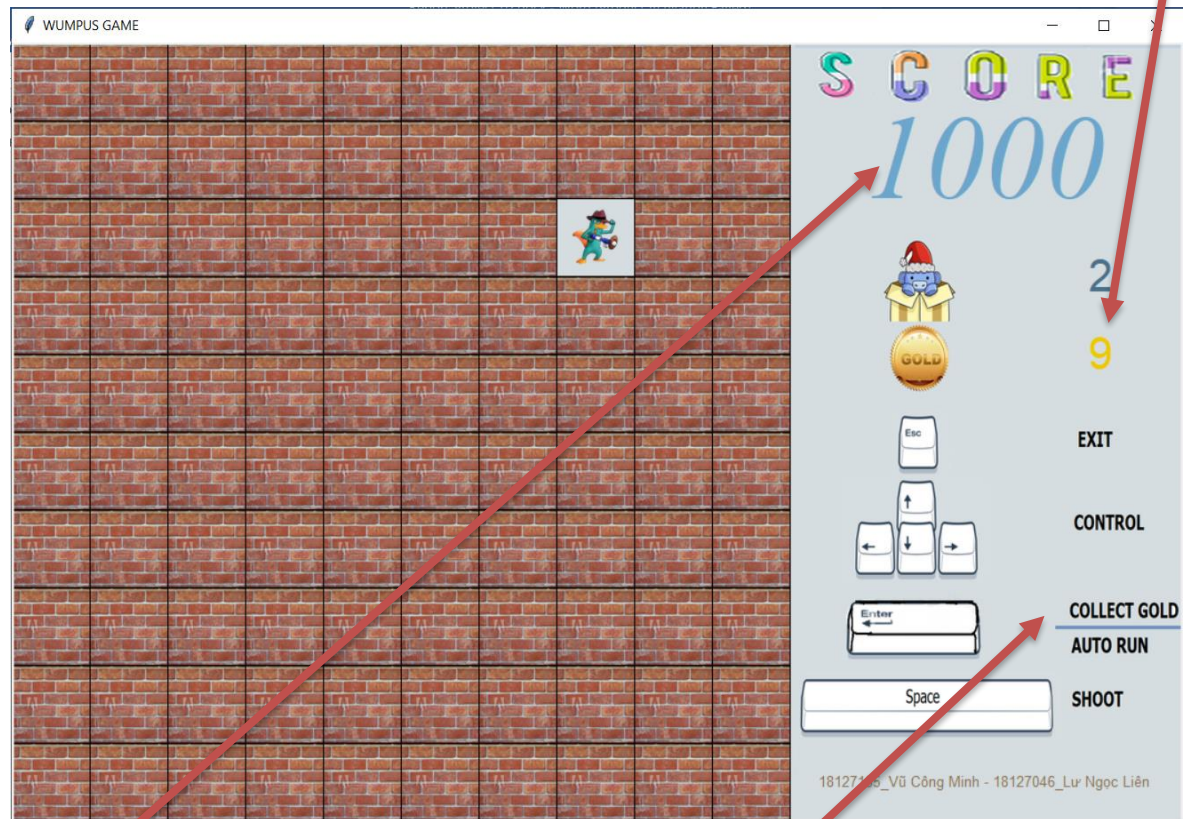 WUMPUS GAME
SCORE
1000
2
GOLD
9
Esc
EXIT
CONTROL
Enter
COLLECT GOLD
AUTO RUN
Space
SHOOT
Vũ Công Minh - 18127046_Lư Ngọc Liên